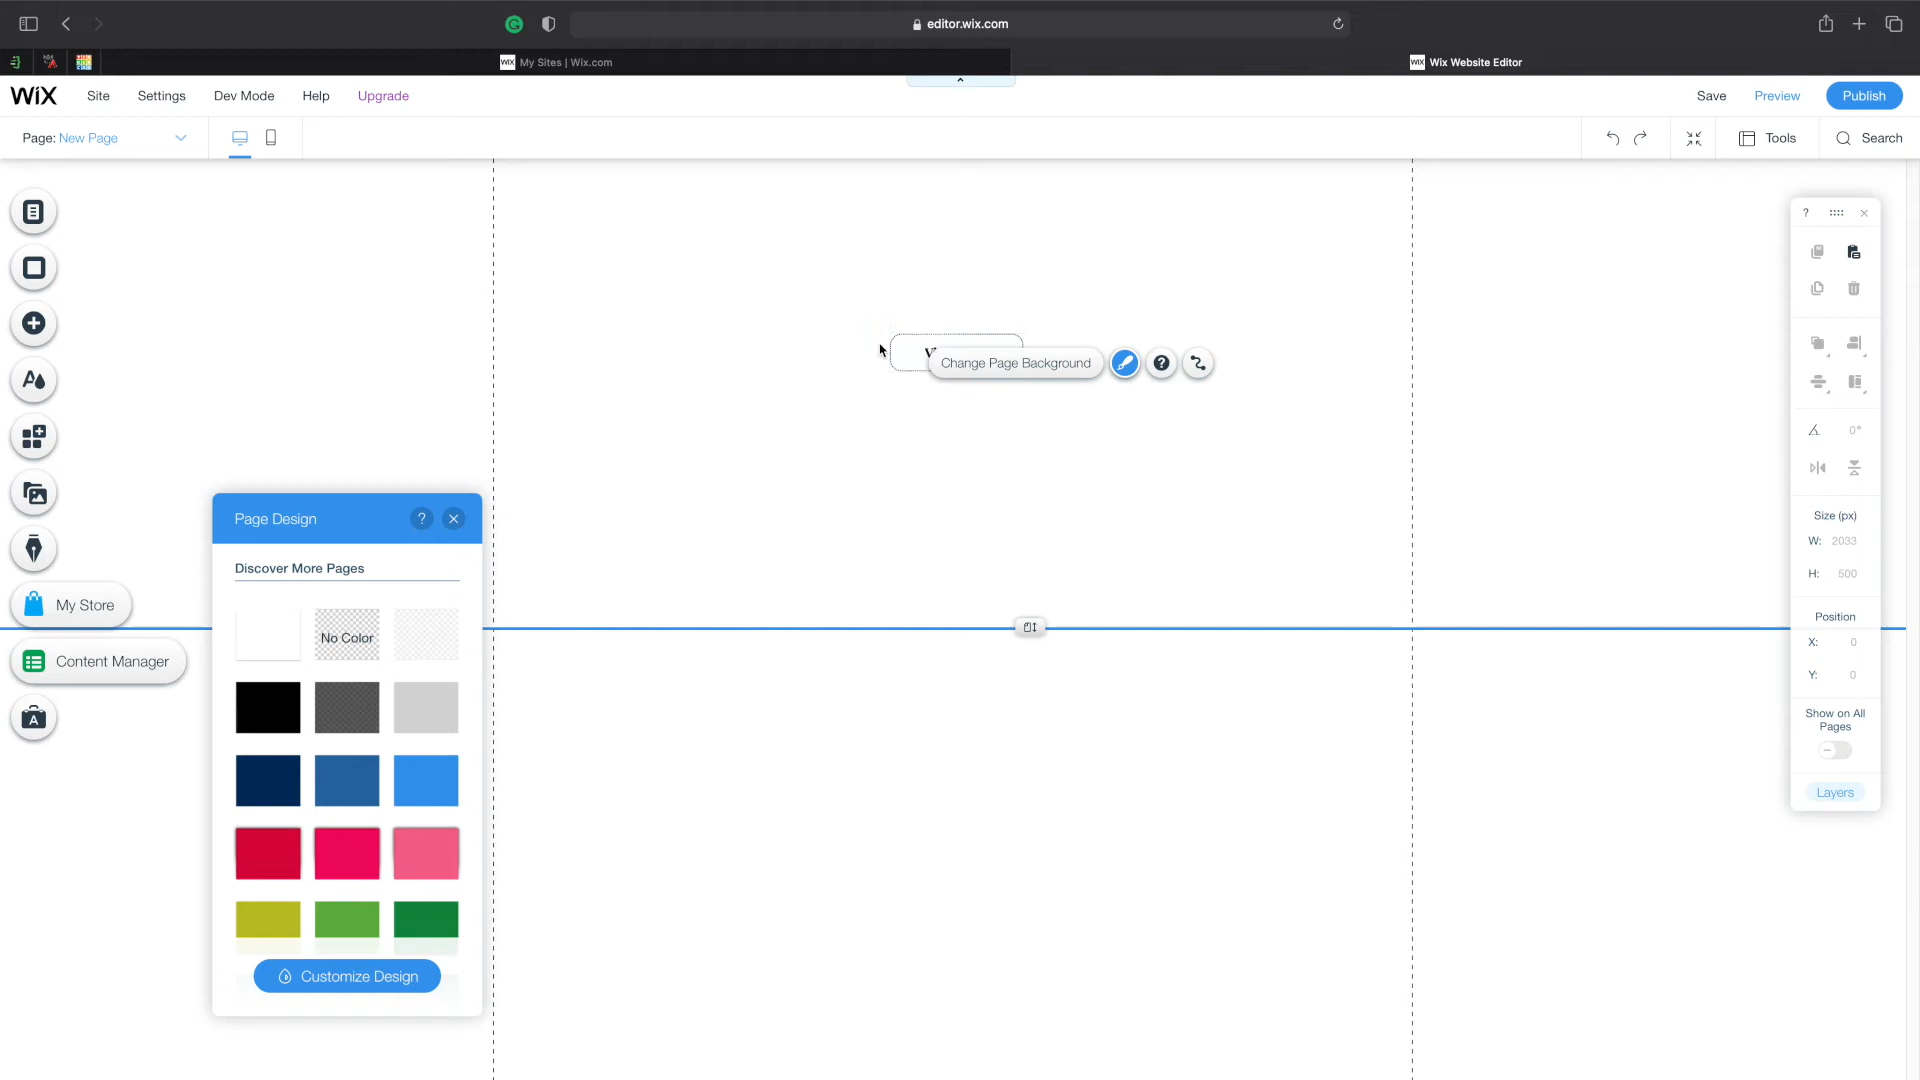 editor.wix.com
WiX My Sites | Wix.com
WiX Wix Website Editor
WiX Site Settings Dev Mode Help Upgrade
Save Preview Publish
Page: New Page
Tools Search
Change Page Background
Page Design
Discover More Pages
No Color
My Store
Content Manager
Customize Design
0°
Size (px)
W: 2033
H: 500
Position
X: 0
Y: 0
Show on All
Pages
Layers